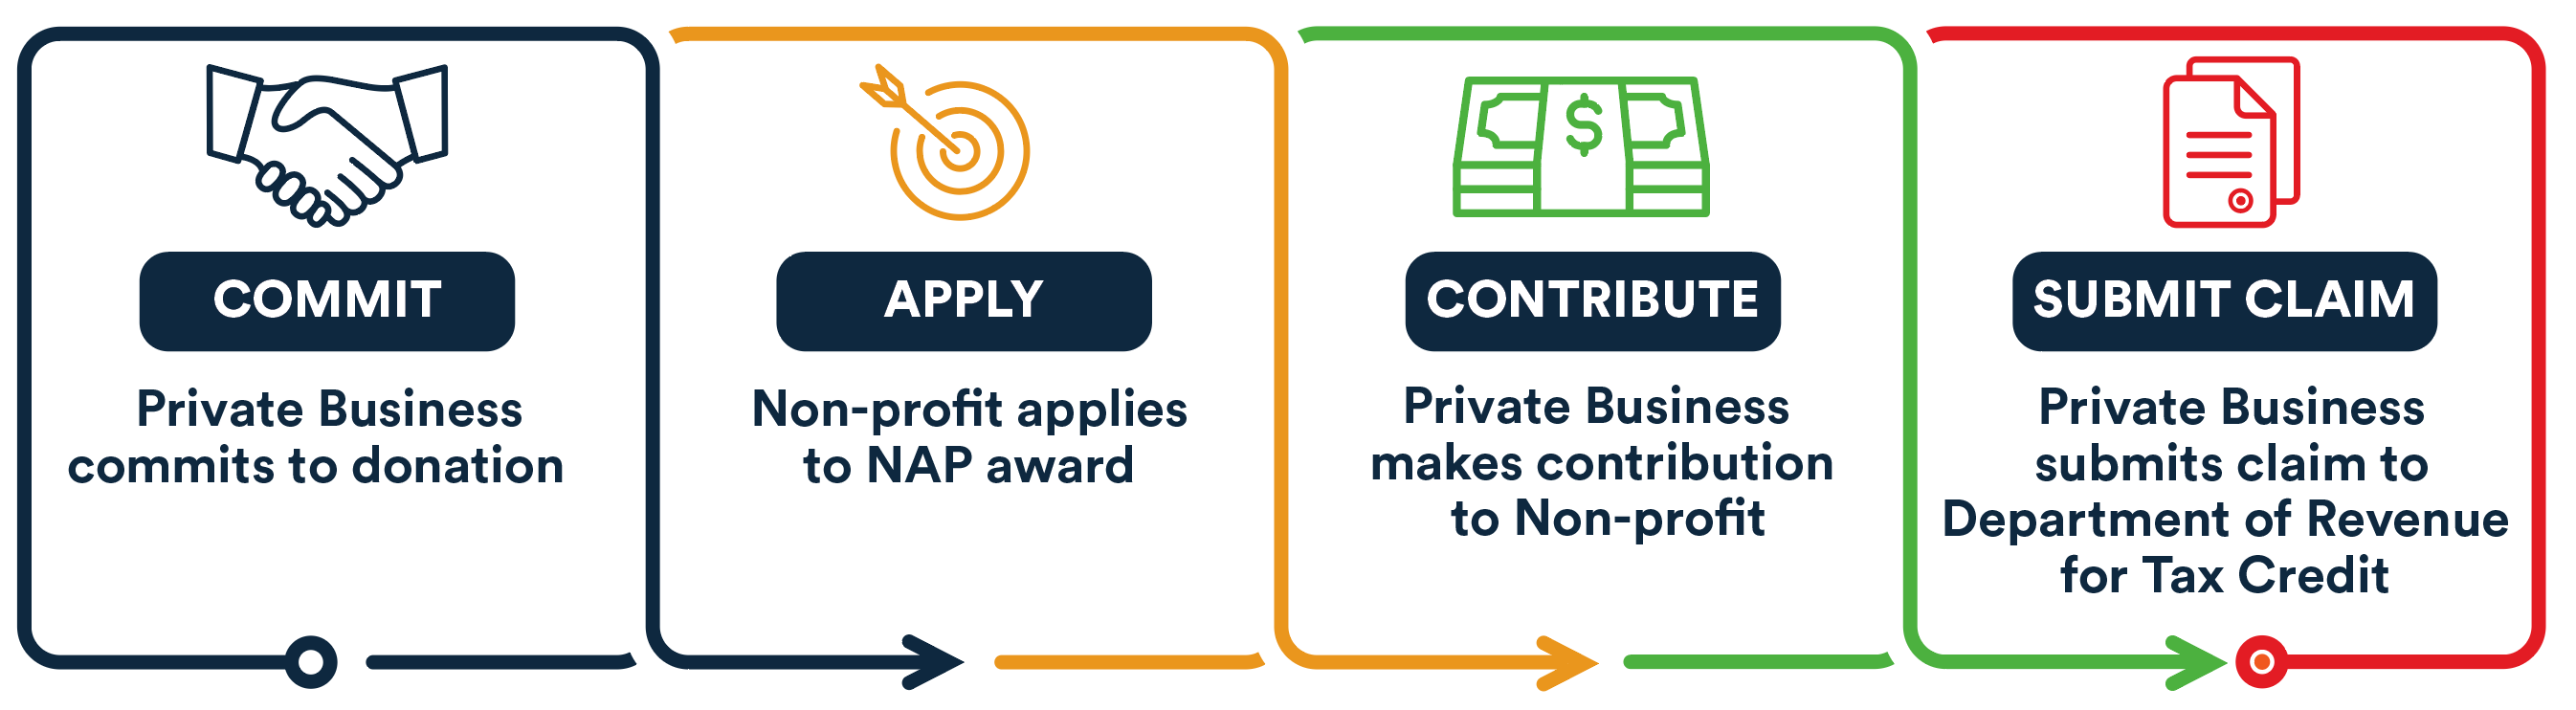 COMMIT
Private Business
commits to donation
APPLY
Non-profit applies
to NAP award
$
CONTRIBUTE
Private Business
makes contribution
to Non-profit
SUBMIT CLAIM
Private Business
submits claim to
Department of Revenue
for Tax Credit